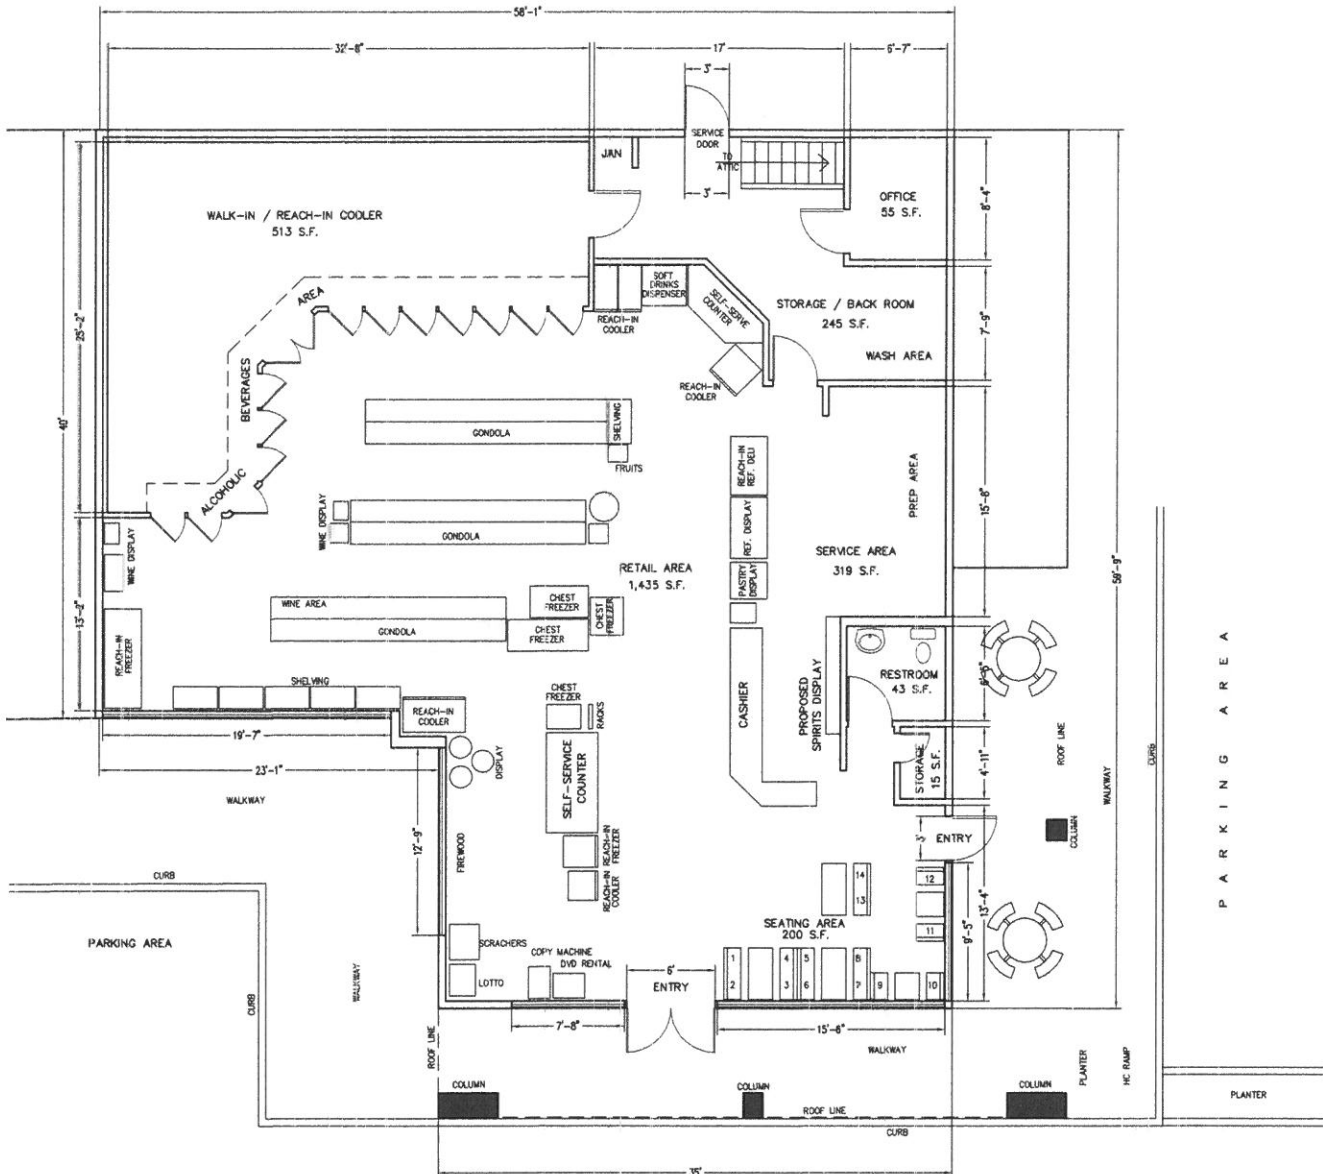 58'-1"
32'-8"
17'
6'-7"
3'
SERVICE
DOOR
JAN
TO
ATTIC
3'
OFFICE
55 S.F.
8'-4"
WALK-IN / REACH-IN COOLER
513 S.F.
AREA
BEVERAGES
ALCOHOLIC
25'-2"
40'
SOFT
DRINKS
DISPENSER
SELF-SERVE
COUNTER
REACH-IN
COOLER
STORAGE / BACK ROOM
245 S.F.
WASH AREA
7'-9"
REACH-IN
COOLER
GONDOLA
SHELVING
FRUITS
REACH-IN
REF. DELI
REF. DISPLAY
PASTRY
DISPLAY
PREP AREA
15'-8"
SERVICE AREA
319 S.F.
WINE DISPLAY
GONDOLA
RETAIL AREA
1,435 S.F.
59'-9"
WINE DISPLAY
13'-2"
REACH-IN
FREEZER
WINE AREA
GONDOLA
CHEST
FREEZER
CHEST
FREEZER
CHEST
FREEZER
SHELVING
REACH-IN
COOLER
CHEST
FREEZER
RACKS
CASHIER
PROPOSED
SPIRITS DISPLAY
RESTROOM
43 S.F.
STORAGE
15 S.F.
4'-11"
ROOF LINE
WALKWAY
CURB
PARKING AREA
19'-7"
23'-1"
WALKWAY
DISPLAY
SELF-SERVICE
COUNTER
12'-9"
FIREWOOD
REACH-IN
FREEZER
REACH-IN
COOLER
3'
ENTRY
COLUMN
CURB
PARKING AREA
WALKWAY
CURB
SCRACHERS
LOTTO
COPY MACHINE
DVD RENTAL
6'
ENTRY
SEATING AREA
200 S.F.
14
13
12
11
1
2
4
3
5
6
8
7
9
10
9'-5"
13'-4"
7'-8"
15'-6"
ROOF LINE
WALKWAY
PLANTER
HC RAMP
PLANTER
COLUMN
COLUMN
COLUMN
ROOF LINE
CURB
35'